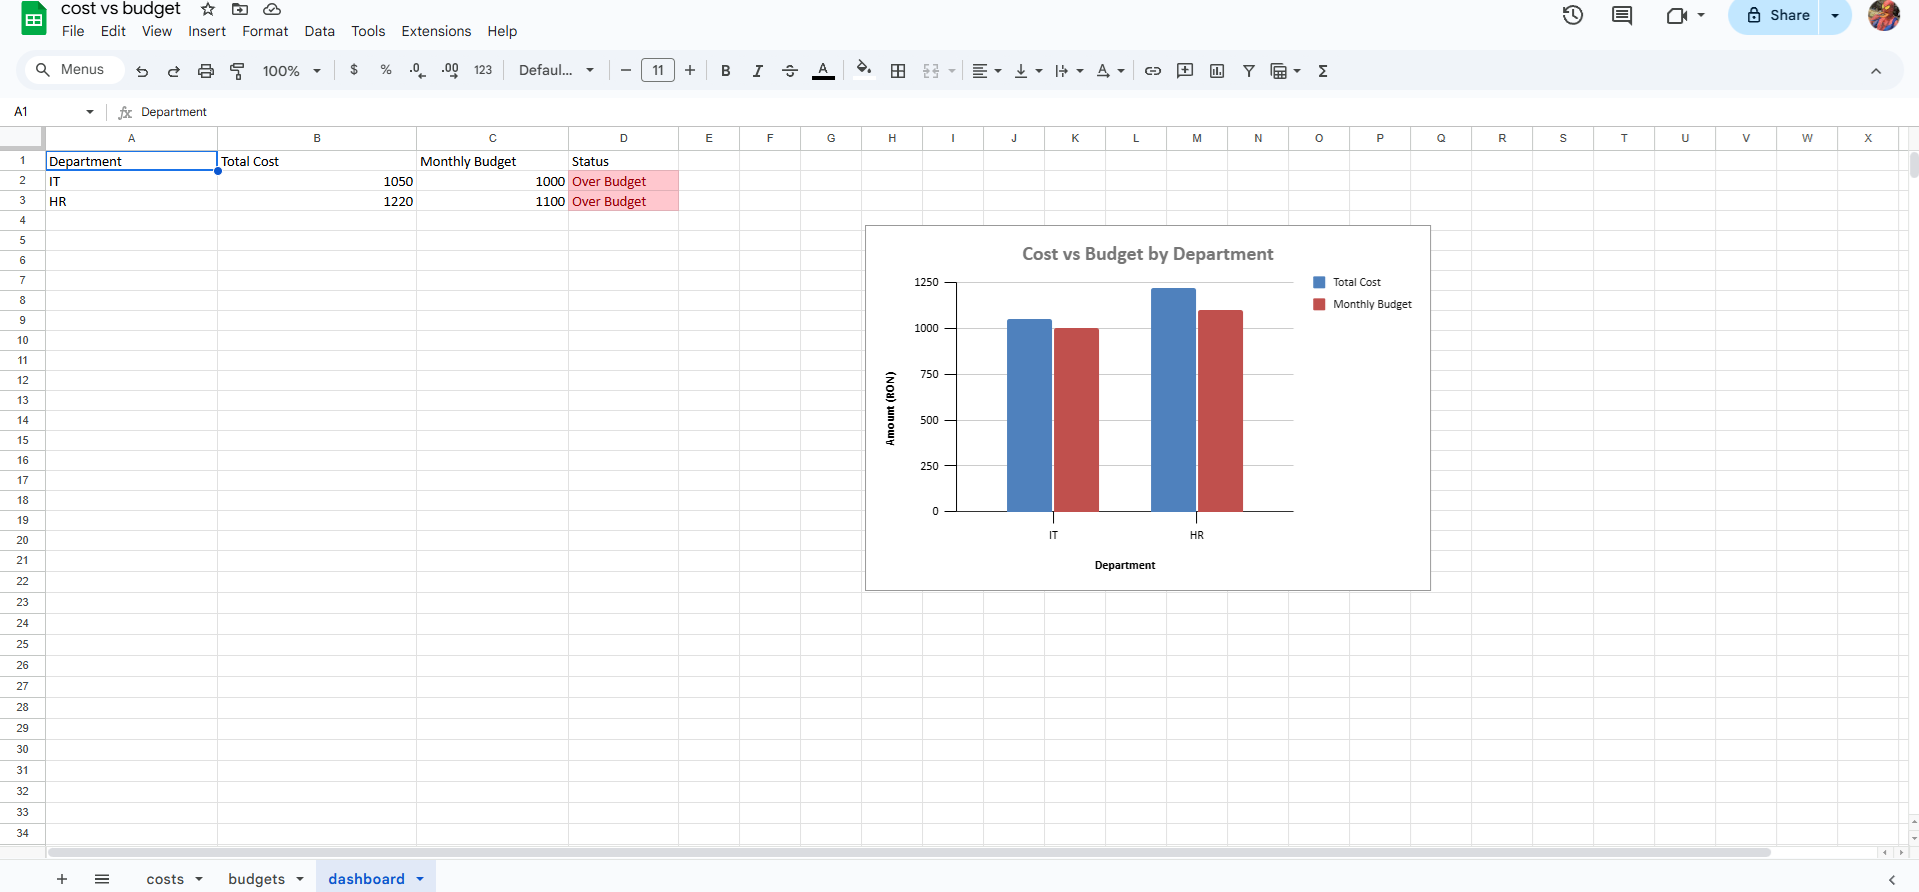 cost vs budget
File Edit View Insert Format Data Tools Extensions Help
Share
Menus 100% $ % .0 .00 123 Defaul... 11 B I A Σ
A1 fx Department
A B C D E F G H I J K L M N O P Q R S T U V W X
1 Department Total Cost Monthly Budget Status
2 IT 1050 1000 Over Budget
3 HR 1220 1100 Over Budget
4
5
6
7
8
9
10
11
12
13
14
15
16
17
18
19
20
21
22
23
24
25
26
27
28
29
30
31
32
33
34
Cost vs Budget by Department
1250
1000
750
500
250
0
Amount (RON)
IT HR
Department
Total Cost
Monthly Budget
costs budgets dashboard